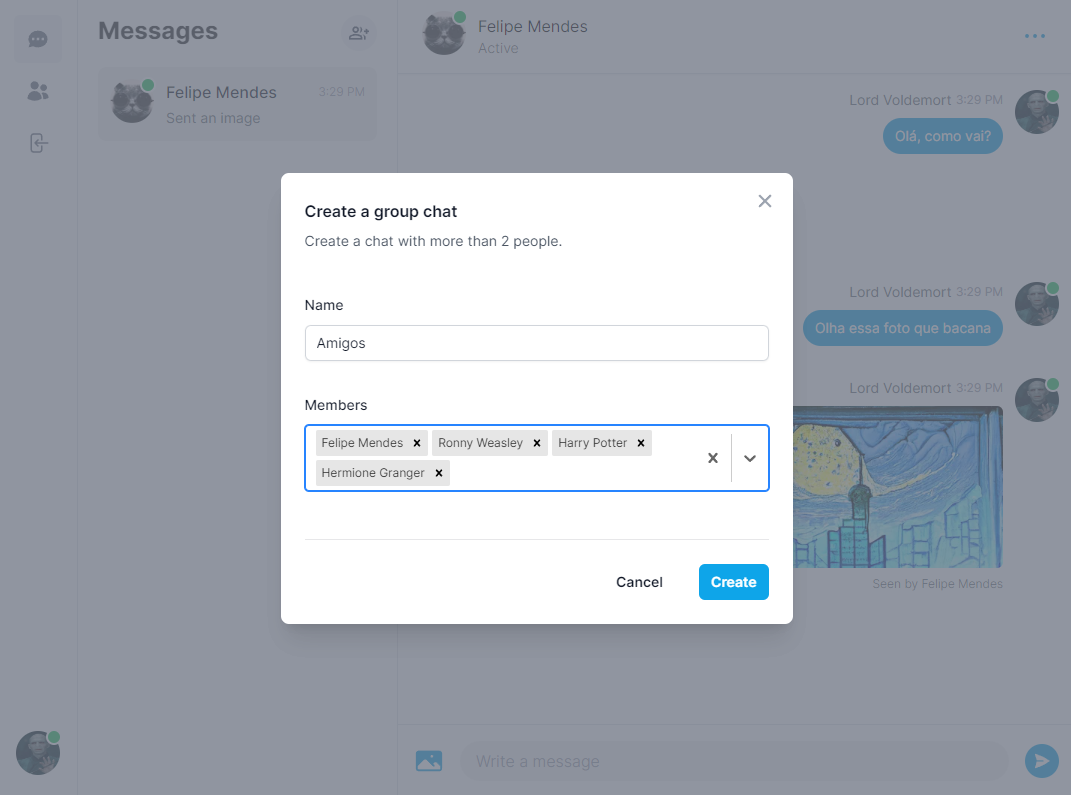 Messages
Felipe Mendes 3:29 PM
Sent an image
Felipe Mendes
Active
Lord Voldemort 3:29 PM
Olá, como vai?
Lord Voldemort 3:29 PM
Olha essa foto que bacana
Lord Voldemort 3:29 PM
Seen by Felipe Mendes
Write a message
Create a group chat
Create a chat with more than 2 people.
Name
Amigos
Members
Felipe Mendes Ronny Weasley Harry Potter
Hermione Granger
Cancel Create